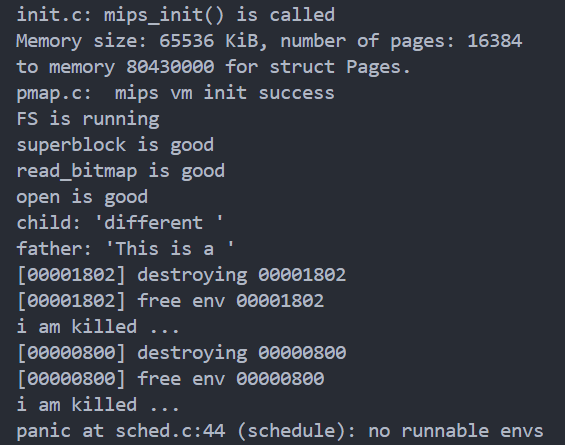 init.c: mips_init() is called
Memory size: 65536 KiB, number of pages: 16384
to memory 80430000 for struct Pages.
pmap.c:  mips vm init success
FS is running
superblock is good
read_bitmap is good
open is good
child: 'different '
father: 'This is a '
[00001802] destroying 00001802
[00001802] free env 00001802
i am killed ...
[00000800] destroying 00000800
[00000800] free env 00000800
i am killed ...
panic at sched.c:44 (schedule): no runnable envs